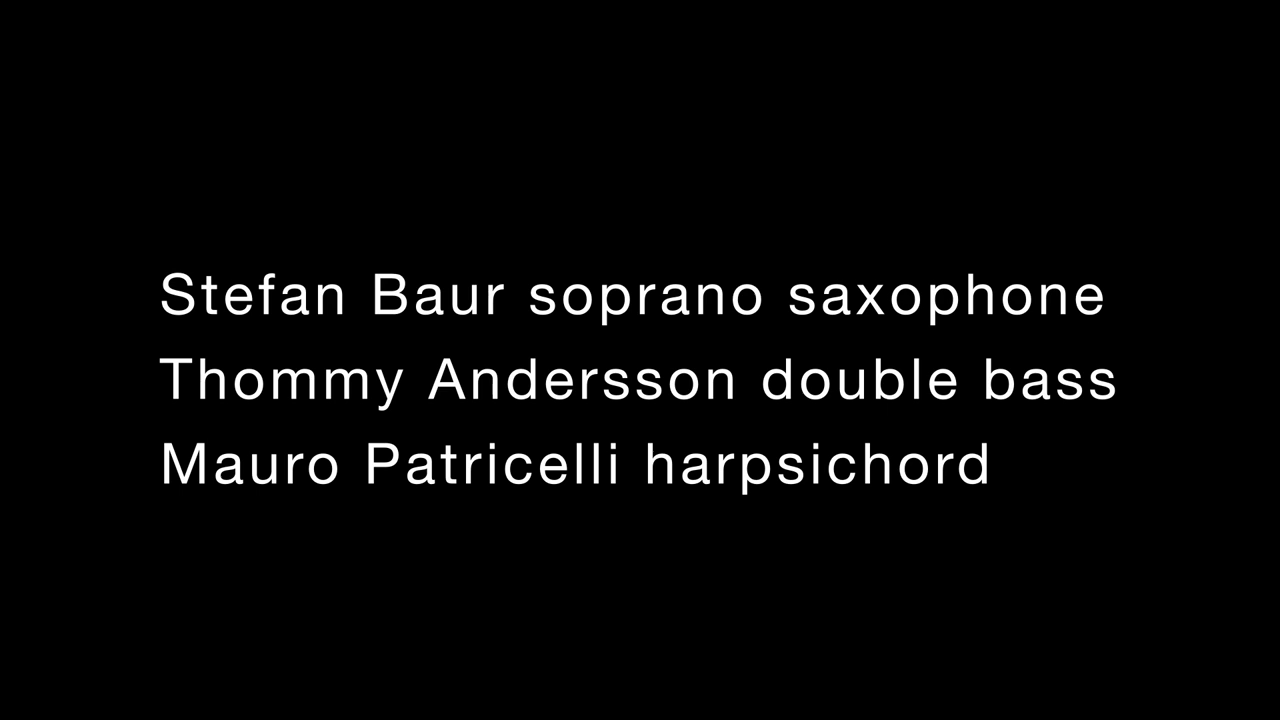 Stefan Baur soprano saxophone
Thommy Andersson double bass
Mauro Patricelli harpsichord